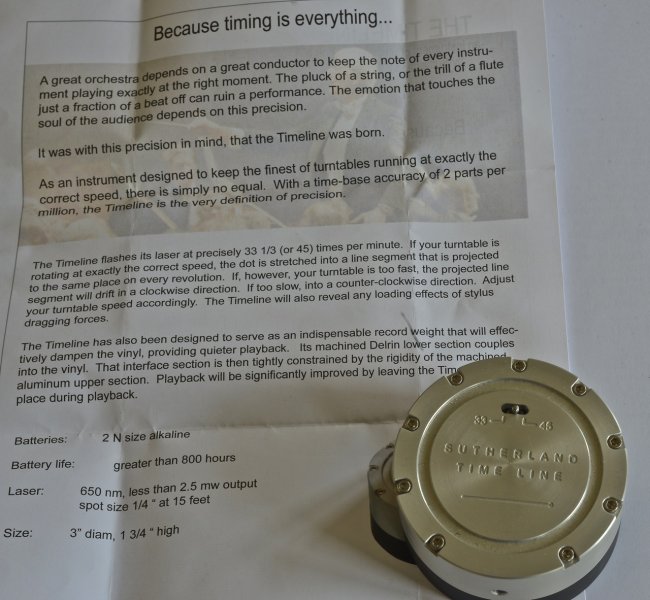 Because timing is everything...
A great orchestra depends on a great conductor to keep the note of every instru-
ment playing exactly at the right moment. The pluck of a string, or the trill of a flute
just a fraction of a beat off can ruin a performance. The emotion that touches the
soul of the audience depends on this precision.
It was with this precision in mind, that the Timeline was born.
As an instrument designed to keep the finest of turntables running at exactly the
correct speed, there is simply no equal. With a time-base accuracy of 2 parts per
million, the Timeline is the very definition of precision.
The Timeline flashes its laser at precisely 33 1/3 (or 45) times per minute. If your turntable is
rotating at exactly the correct speed, the dot is stretched into a line segment that is projected
to the same place on every revolution. If, however, your turntable is too fast, the projected line
segment will drift in a clockwise direction. If too slow, into a counter-clockwise direction. Adjust
your turntable speed accordingly. The Timeline will also reveal any loading effects of stylus
dragging forces.
The Timeline has also been designed to serve as an indispensable record weight that will effec-
tively dampen the vinyl, providing quieter playback. Its machined Delrin lower section couples
into the vinyl. That interface section is then tightly constrained by the rigidity of the machined
aluminum upper section. Playback will be significantly improved by leaving the
place during playback.
Batteries: 2 N size alkaline
Battery life: greater than 800 hours
Laser: 650 nm, less than 2.5 mw output
spot size 1/4 " at 15 feet
Size: 3" diam, 1 3/4 " high
33 45
SUTHERLAND
TIME LINE